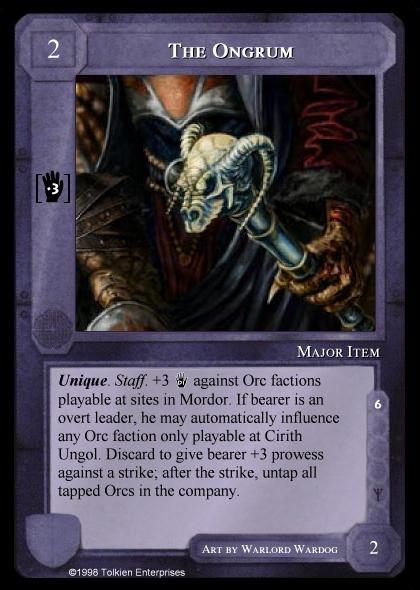 2
THE ONGRUM
[+3]
MAJOR ITEM
Unique. Staff. +3 against Orc factions
playable at sites in Mordor. If bearer is an
overt leader, he may automatically influence
any Orc faction only playable at Cirith
Ungol. Discard to give bearer +3 prowess
against a strike; after the strike, untap all
tapped Orcs in the company.
6
ART BY WARLORD WARDOG
2
©1998 Tolkien Enterprises